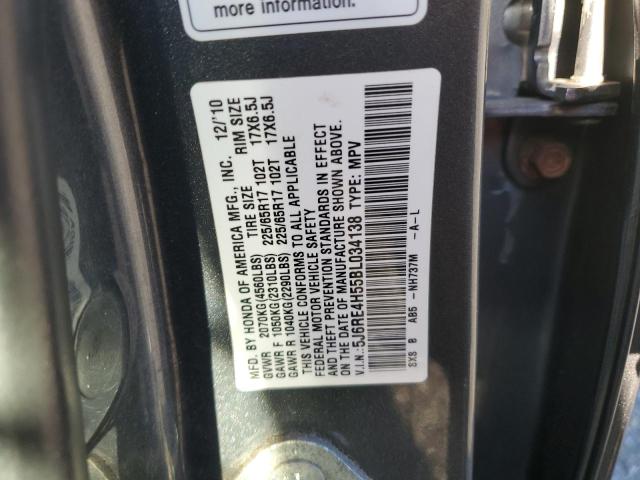 more information.
MFD. BY HONDA OF AMERICA MFG., INC. 12/'10
TIRE SIZE RIM SIZE
GVWR 2070KG(4560LBS)
GAWR F 1050KG(2310LBS) 225/65R17 102T 17X6.5J
GAWR R 1040KG(2290LBS) 225/65R17 102T 17X6.5J
THIS VEHICLE CONFORMS TO ALL APPLICABLE
FEDERAL MOTOR VEHICLE SAFETY
AND THEFT PREVENTION STANDARDS IN EFFECT
ON THE DATE OF MANUFACTURE SHOWN ABOVE.
V.I.N.: 5J6RE4H55BL034138 TYPE: MPV
SXS B AB5 -NH737M -A-L